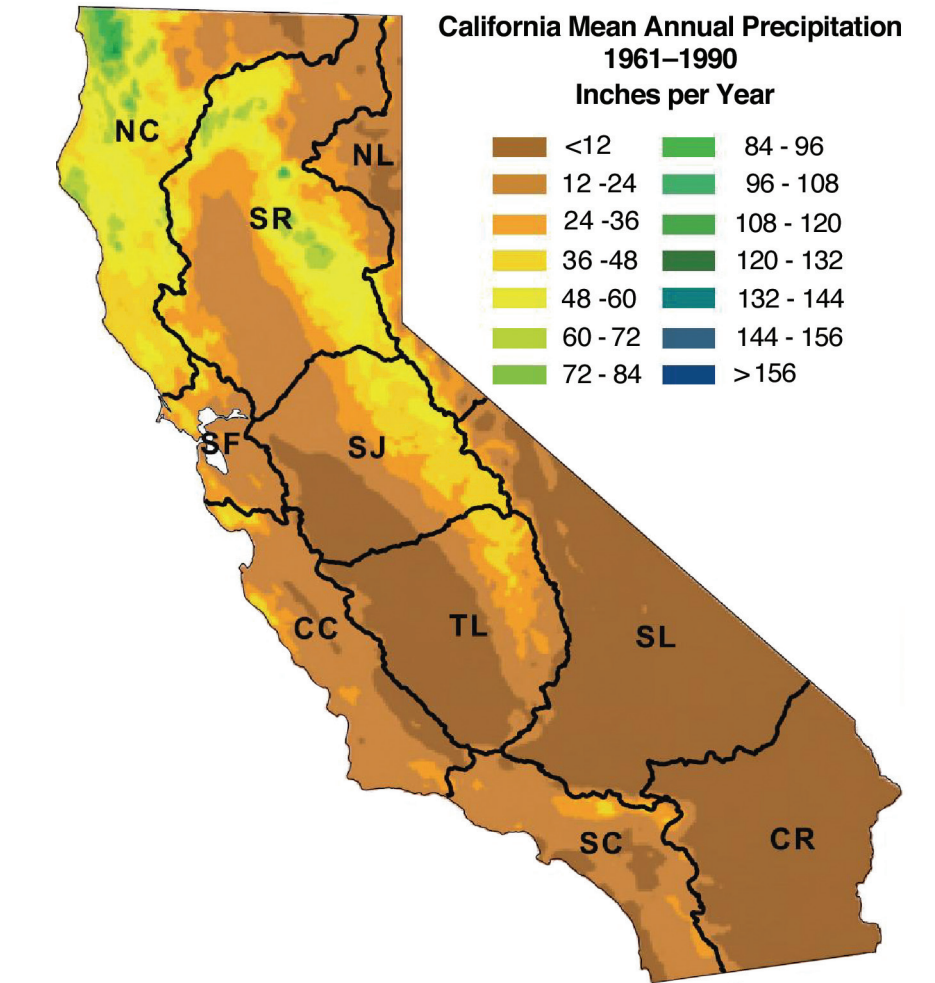 California Mean Annual Precipitation
1961–1990
Inches per Year
<12
12 -24
24 -36
36 -48
48 -60
60 - 72
72 - 84
84 - 96
96 - 108
108 - 120
120 - 132
132 - 144
144 - 156
>156
NC
NL
SR
SF
SJ
CC
TL
SL
SC
CR